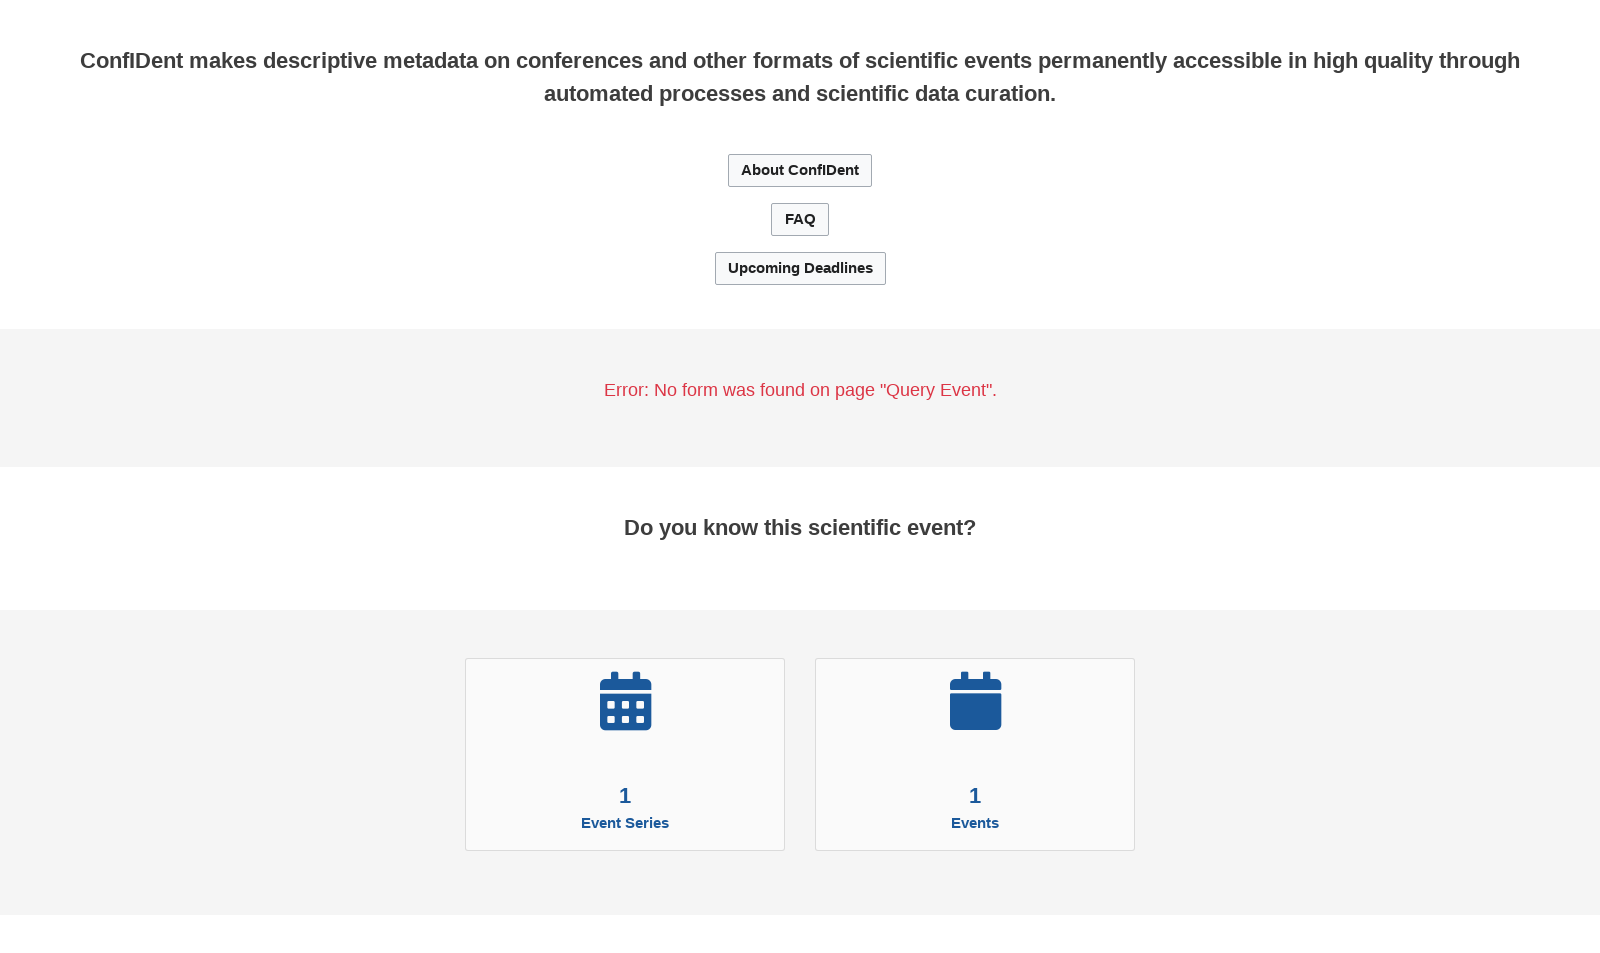 ConfIDent makes descriptive metadata on conferences and other formats of scientific events permanently accessible in high quality through
automated processes and scientific data curation.
About ConfIDent
FAQ
Upcoming Deadlines
Error: No form was found on page "Query Event".
Do you know this scientific event?
1
Event Series
1
Events